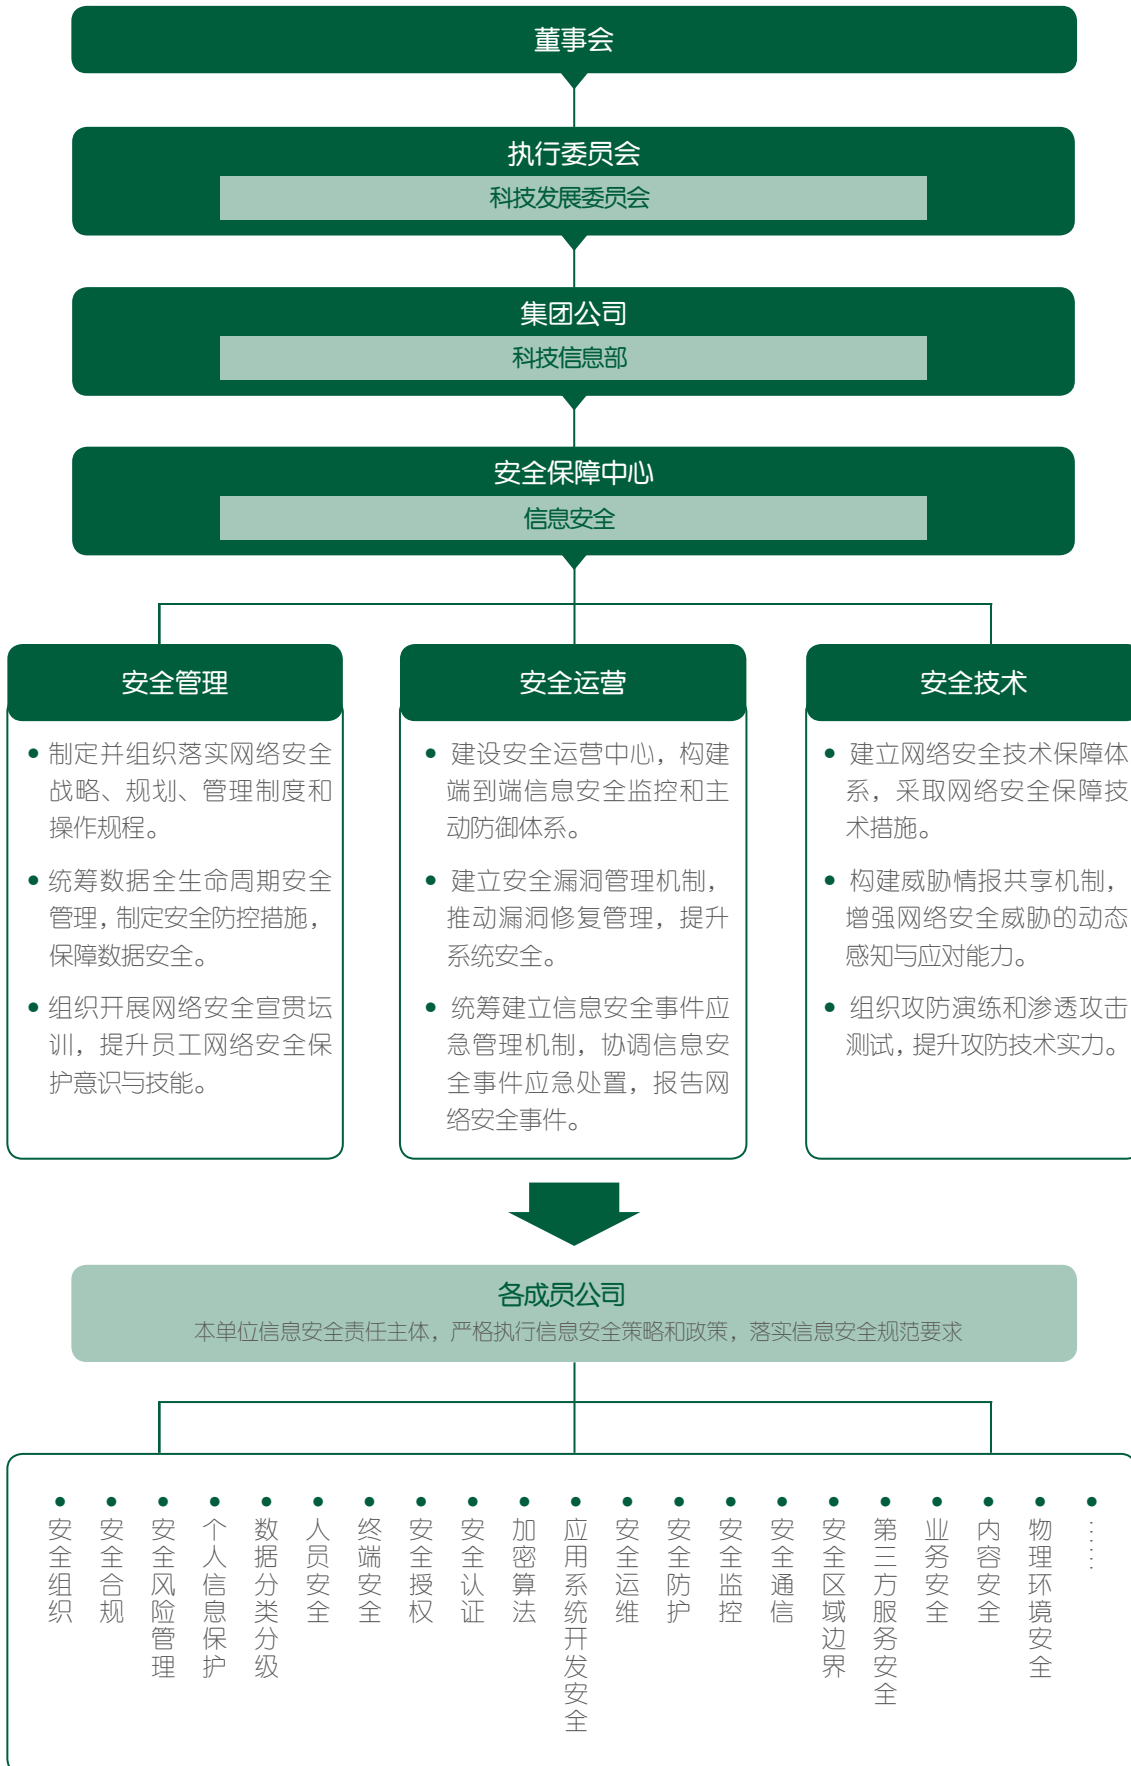 董事会
执行委员会
科技发展委员会
集团公司
科技信息部
安全保障中心
信息安全
安全管理
● 制定并组织落实网络安全
战略、规划、管理制度和
操作规程。
● 统筹数据全生命周期安全
管理，制定安全防控措施，
保障数据安全。
● 组织开展网络安全宣贯坛
训，提升员工网络安全保
护意识与技能。
安全运营
● 建设安全运营中心，构建
端到端信息安全监控和主
动防御体系。
● 建立安全漏洞管理机制，
推动漏洞修复管理，提升
系统安全。
● 统筹建立信息安全事件应
急管理机制，协调信息安
全事件应急处置，报告网
络安全事件。
安全技术
● 建立网络安全技术保障体
系，采取网络安全保障技
术措施。
● 构建威胁情报共享机制，
增强网络安全威胁的动态
感知与应对能力。
● 组织攻防演练和渗透攻击
测试，提升攻防技术实力。
各成员公司
本单位信息安全责任主体，严格执行信息安全策略和政策，落实信息安全规范要求
● 安全组织
● 安全合规
● 安全风险管理
● 个人信息保护
● 数据分类分级
● 人员安全
● 终端安全
● 安全授权
● 安全认证
● 加密算法
● 应用系统开发安全
● 安全运维
● 安全防护
● 安全监控
● 安全通信
● 安全区域边界
● 第三方服务安全
● 业务安全
● 内容安全
● 物理环境安全
● ……